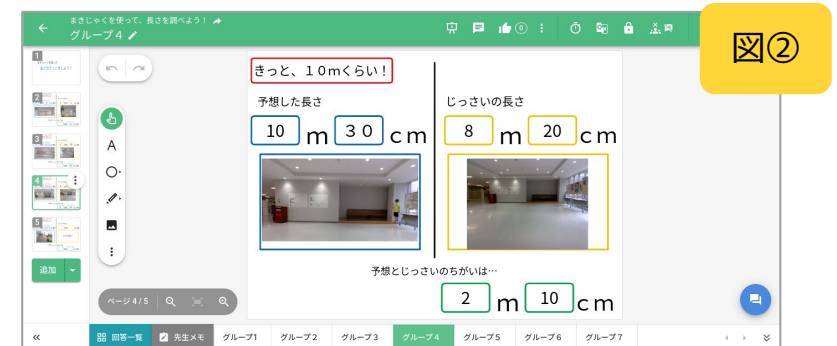 まきじゃくを使って、長さを調べよう！
グループ４
図②
0
1
2
3
4
5
追加
A
きっと、１０ｍくらい！
予想した長さ
10 m ３０ cm
じっさいの長さ
8 m 20 cm
予想とじっさいのちがいは…
2 m 10 cm
ページ 4 / 5
回答一覧
先生メモ
グループ1
グループ２
グループ３
グループ４
グループ５
グループ６
グループ７